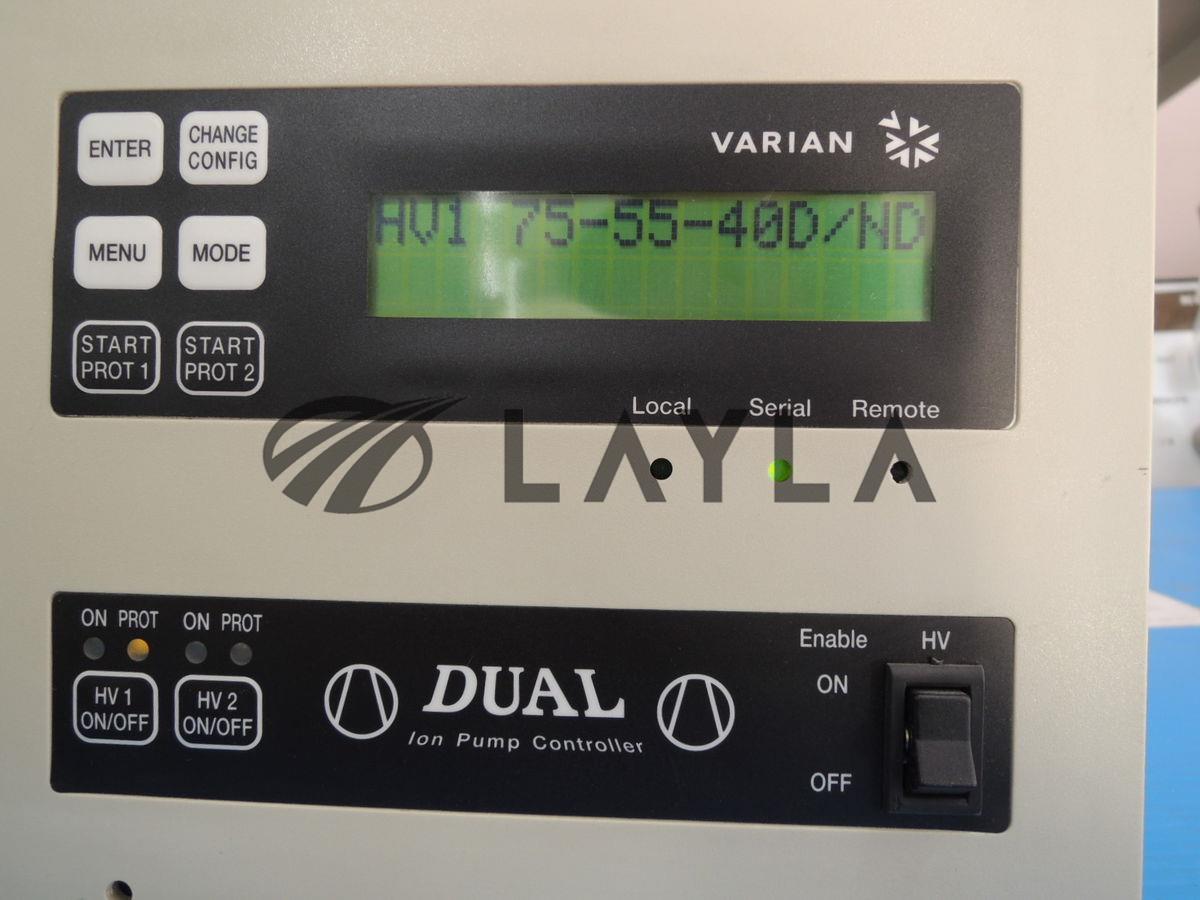 VARIAN
ENTER
CHANGE
CONFIG
HV1 75-55-40D/ND
MENU
MODE
START
PROT 1
START
PROT 2
Local Serial Remote
LAYLA
ON PROT ON PROT
HV 1
ON/OFF
HV 2
ON/OFF
DUAL
Ion Pump Controller
Enable HV
ON
OFF